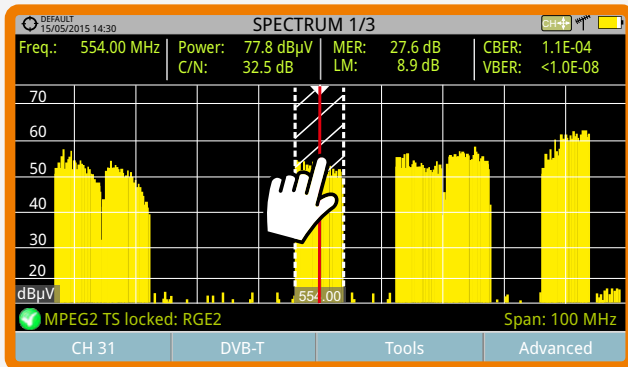 DEFAULT
15/05/2015 14:30
SPECTRUM 1/3
CH
Freq.: 554.00 MHz
Power: 77.8 dBµV
MER: 27.6 dB
CBER: 1.1E-04
C/N: 32.5 dB
LM: 8.9 dB
VBER: <1.0E-08
70
60
50
40
30
20
dBµV
554.00
MPEG2 TS locked: RGE2
Span: 100 MHz
CH 31
DVB-T
Tools
Advanced